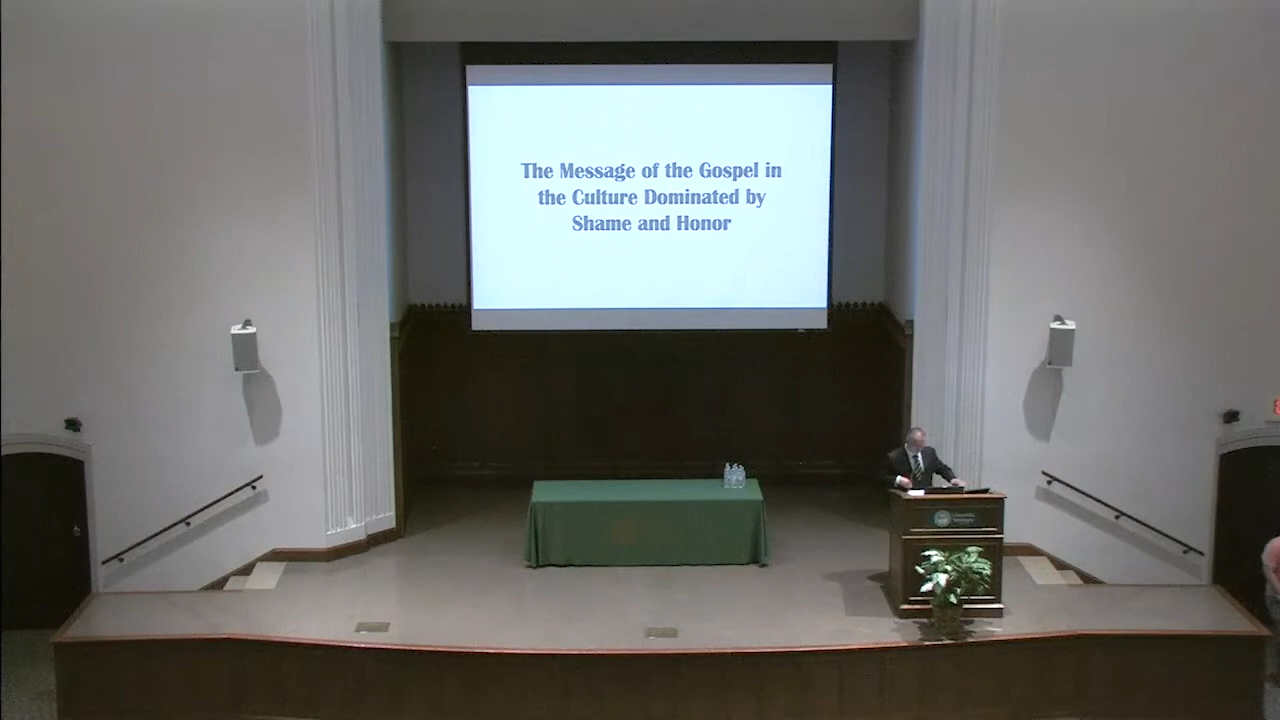 The Message of the Gospel in
the Culture Dominated by
Shame and Honor